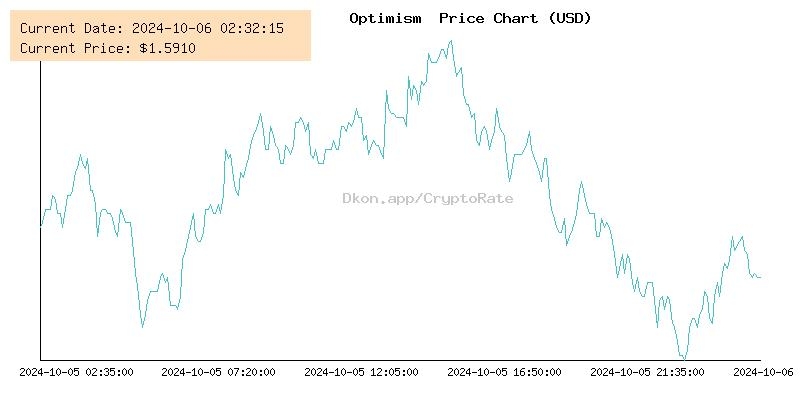 Optimism Price Chart (USD)
Current Date: 2024-10-06 02:32:15
Current Price: $1.5910
Dkon.app/CryptoRate
2024-10-05 02:35:00 2024-10-05 07:20:00 2024-10-05 12:05:00 2024-10-05 16:50:00 2024-10-05 21:35:00 2024-10-06